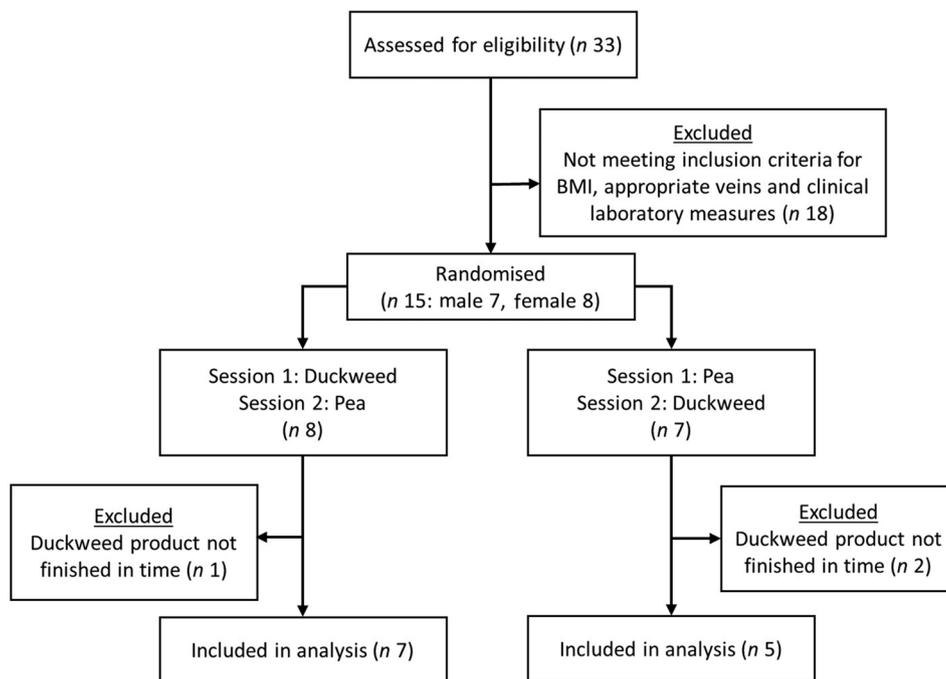 Assessed for eligibility (n 33)
Excluded
Not meeting inclusion criteria for
BMI, appropriate veins and clinical
laboratory measures (n 18)
Randomised
(n 15: male 7, female 8)
Session 1: Duckweed
Session 2: Pea
(n 8)
Session 1: Pea
Session 2: Duckweed
(n 7)
Excluded
Duckweed product not
finished in time (n 1)
Excluded
Duckweed product not
finished in time (n 2)
Included in analysis (n 7)
Included in analysis (n 5)